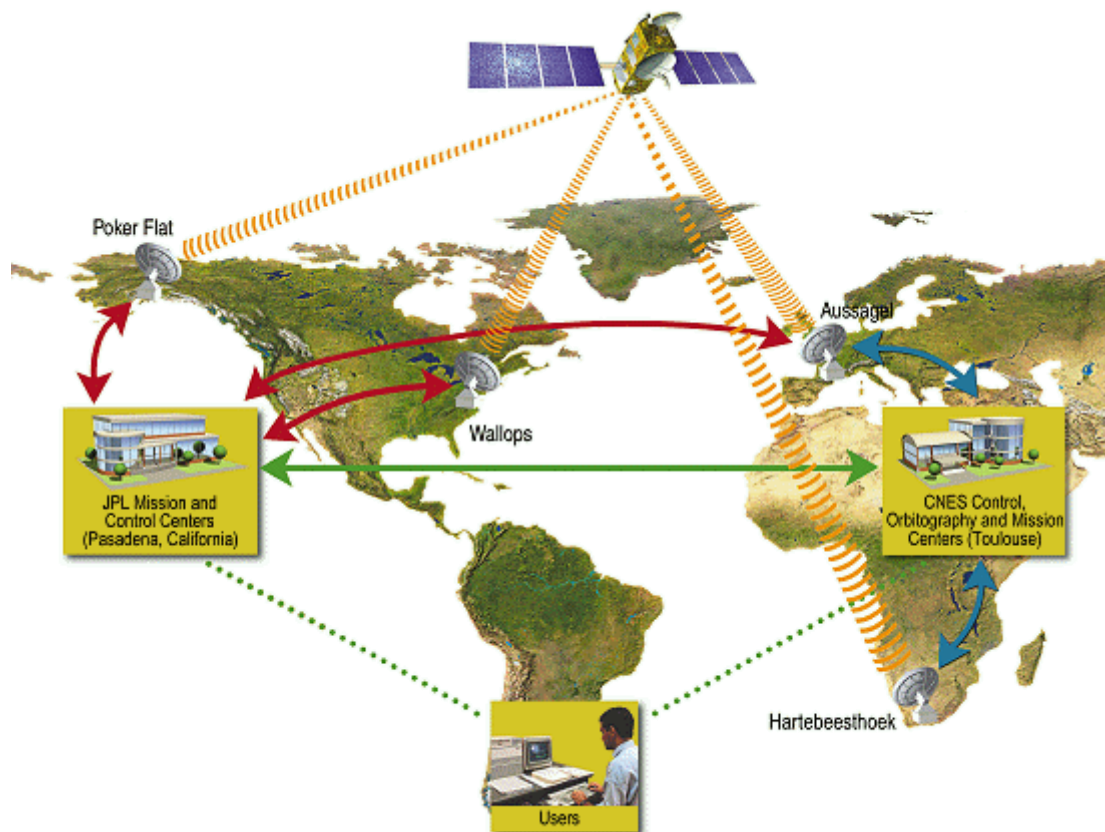 Poker Flat
Aussagel
Wallops
JPL Mission and
Control Centers
(Pasadena, California)
CNES Control,
Orbitography and Mission
Centers (Toulouse)
Hartebeesthoek
Users